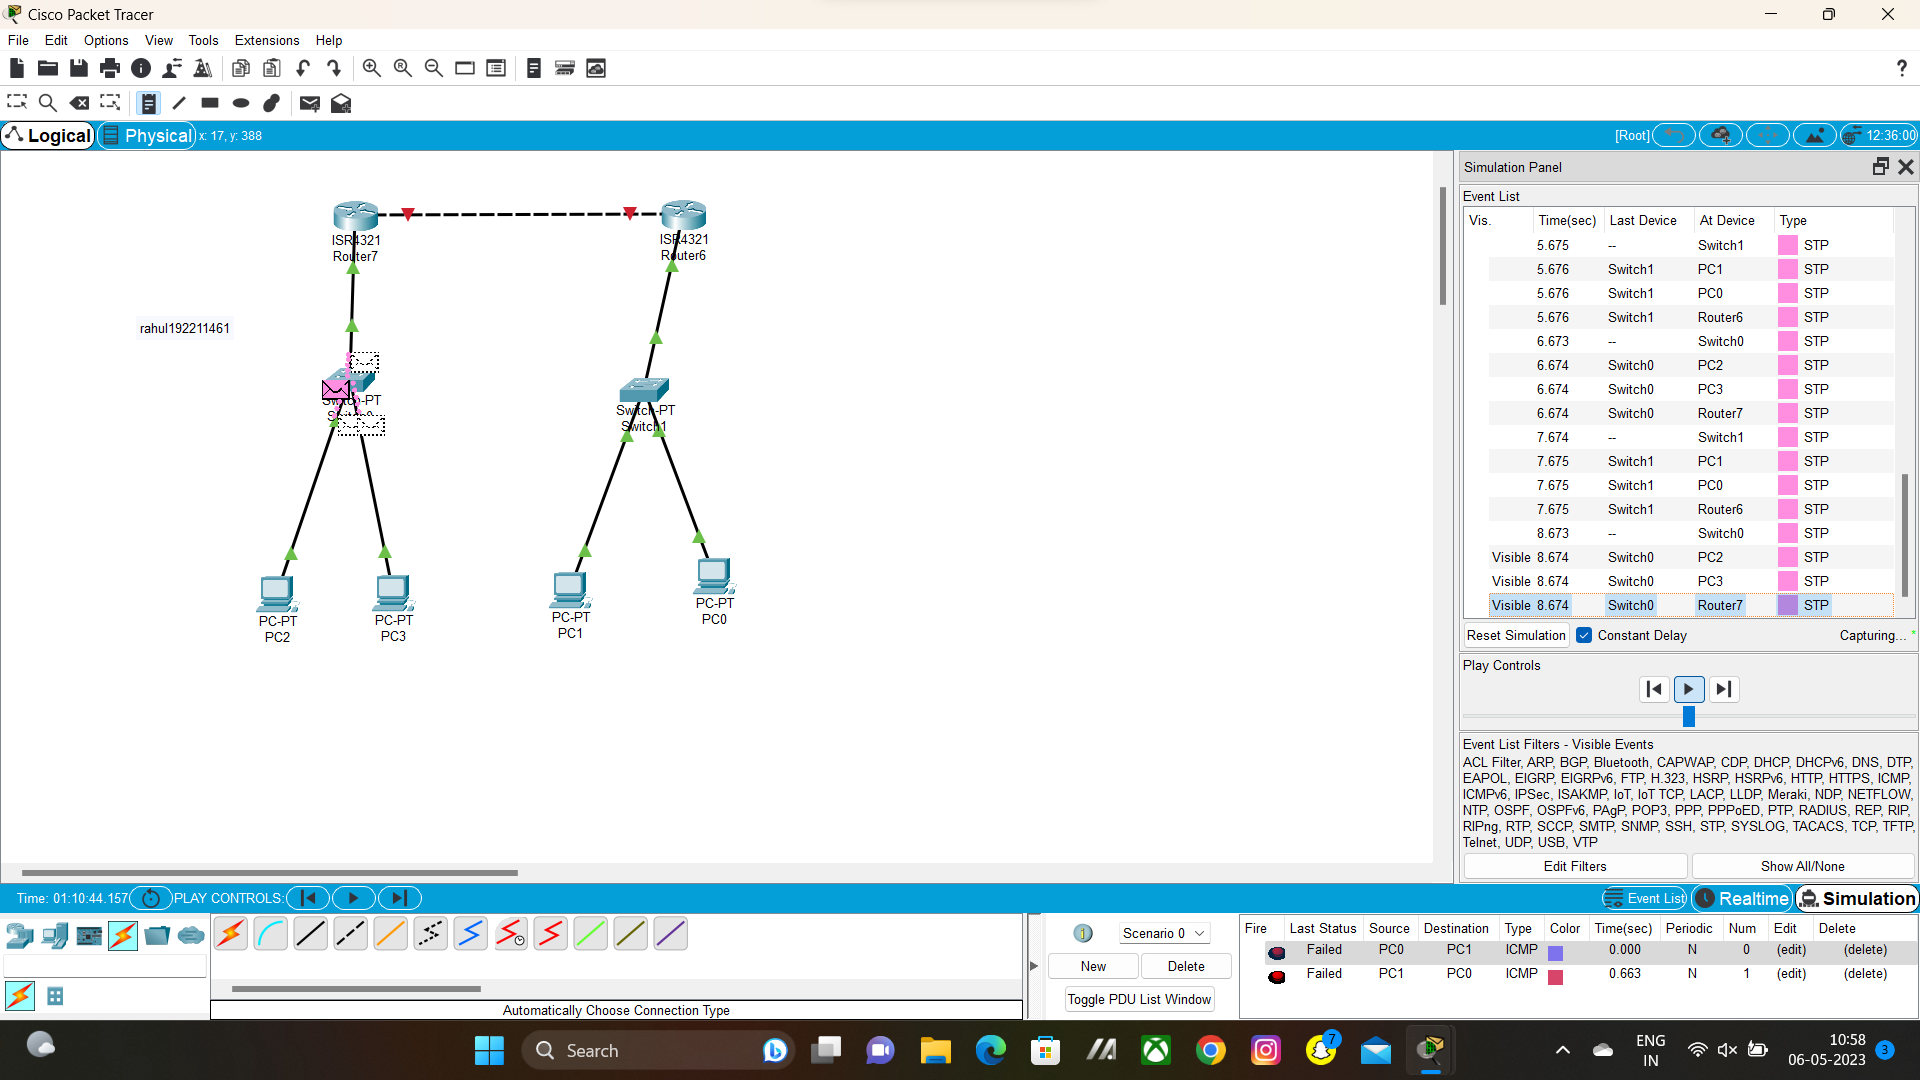 Cisco Packet Tracer
File Edit Options View Tools Extensions Help
Logical Physical x: 17, y: 388 [Root] 12:36:00
ISR4321
Router7
ISR4321
Router6
rahul192211461
Switch-PT
Switch-PT
Switch1
PC-PT
PC2
PC-PT
PC3
PC-PT
PC1
PC-PT
PC0
Simulation Panel
Event List
Vis. Time(sec) Last Device At Device Type
5.675 -- Switch1 STP
5.676 Switch1 PC1 STP
5.676 Switch1 PC0 STP
5.676 Switch1 Router6 STP
6.673 -- Switch0 STP
6.674 Switch0 PC2 STP
6.674 Switch0 PC3 STP
6.674 Switch0 Router7 STP
7.674 -- Switch1 STP
7.675 Switch1 PC1 STP
7.675 Switch1 PC0 STP
7.675 Switch1 Router6 STP
8.673 -- Switch0 STP
Visible 8.674 Switch0 PC2 STP
Visible 8.674 Switch0 PC3 STP
Visible 8.674 Switch0 Router7 STP
Reset Simulation Constant Delay Capturing... *
Play Controls
Event List Filters - Visible Events
ACL Filter, ARP, BGP, Bluetooth, CAPWAP, CDP, DHCP, DHCPv6, DNS, DTP,
EAPOL, EIGRP, EIGRPv6, FTP, H.323, HSRP, HSRPv6, HTTP, HTTPS, ICMP,
ICMPv6, IPSec, ISAKMP, IoT, IoT TCP, LACP, LLDP, Meraki, NDP, NETFLOW,
NTP, OSPF, OSPFv6, PAgP, POP3, PPP, PPPoED, PTP, RADIUS, REP, RIP,
RIPng, RTP, SCCP, SMTP, SNMP, SSH, STP, SYSLOG, TACACS, TCP, TFTP,
Telnet, UDP, USB, VTP
Edit Filters Show All/None
Time: 01:10:44.157 PLAY CONTROLS: Event List Realtime Simulation
Automatically Choose Connection Type
1 Scenario 0
New Delete
Toggle PDU List Window
Fire Last Status Source Destination Type Color Time(sec) Periodic Num Edit Delete
Failed PC0 PC1 ICMP 0.000 N 0 (edit) (delete)
Failed PC1 PC0 ICMP 0.663 N 1 (edit) (delete)
Search
7
ENG
IN
10:58
06-05-2023
3